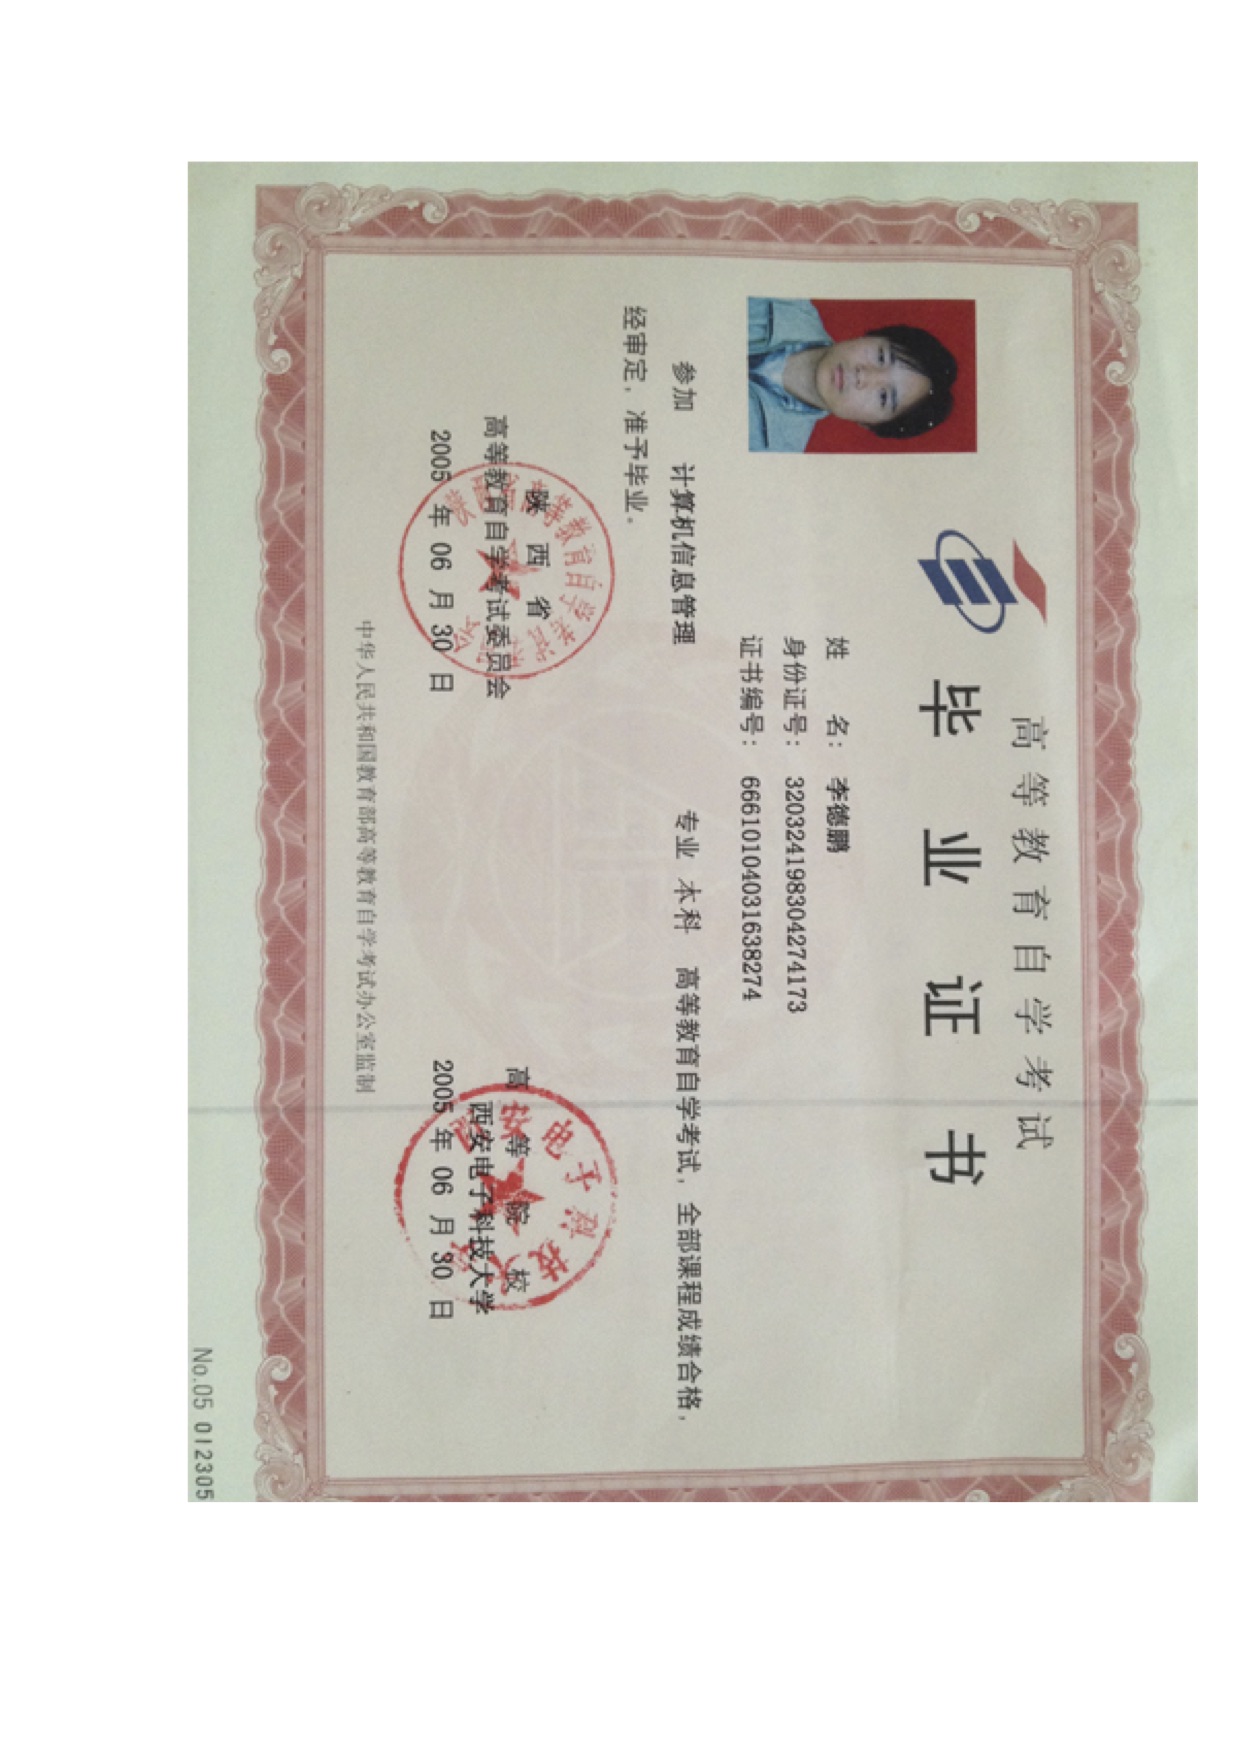 高等教育自学考试
毕业证书
姓 名： 李德鹏
身份证号： 320324198304274173
证书编号： 66610104031638274
参加 计算机信息管理 专业 本科 高等教育自学考试，全部课程成绩合格，
经审定，准予毕业。
陕西省
高等教育自学考试委员会
2005 年 06 月 30 日
高等院校
西安电子科技大学
2005 年 06 月 30 日
中华人民共和国教育部高等教育自学考试办公室监制
No.05 012305